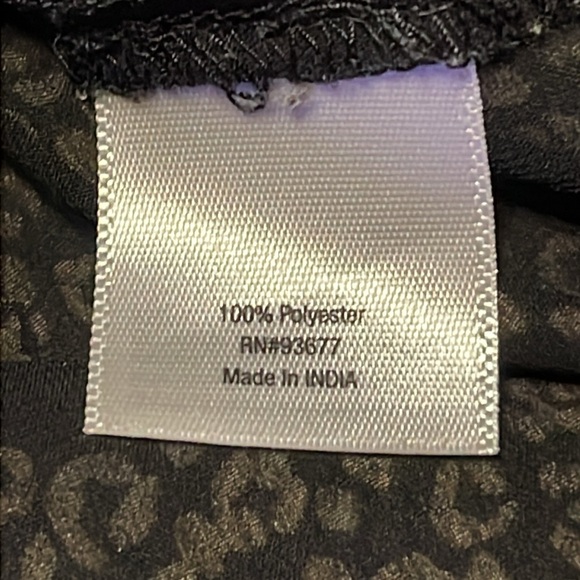 100% Polyester
RN#93677
Made In INDIA